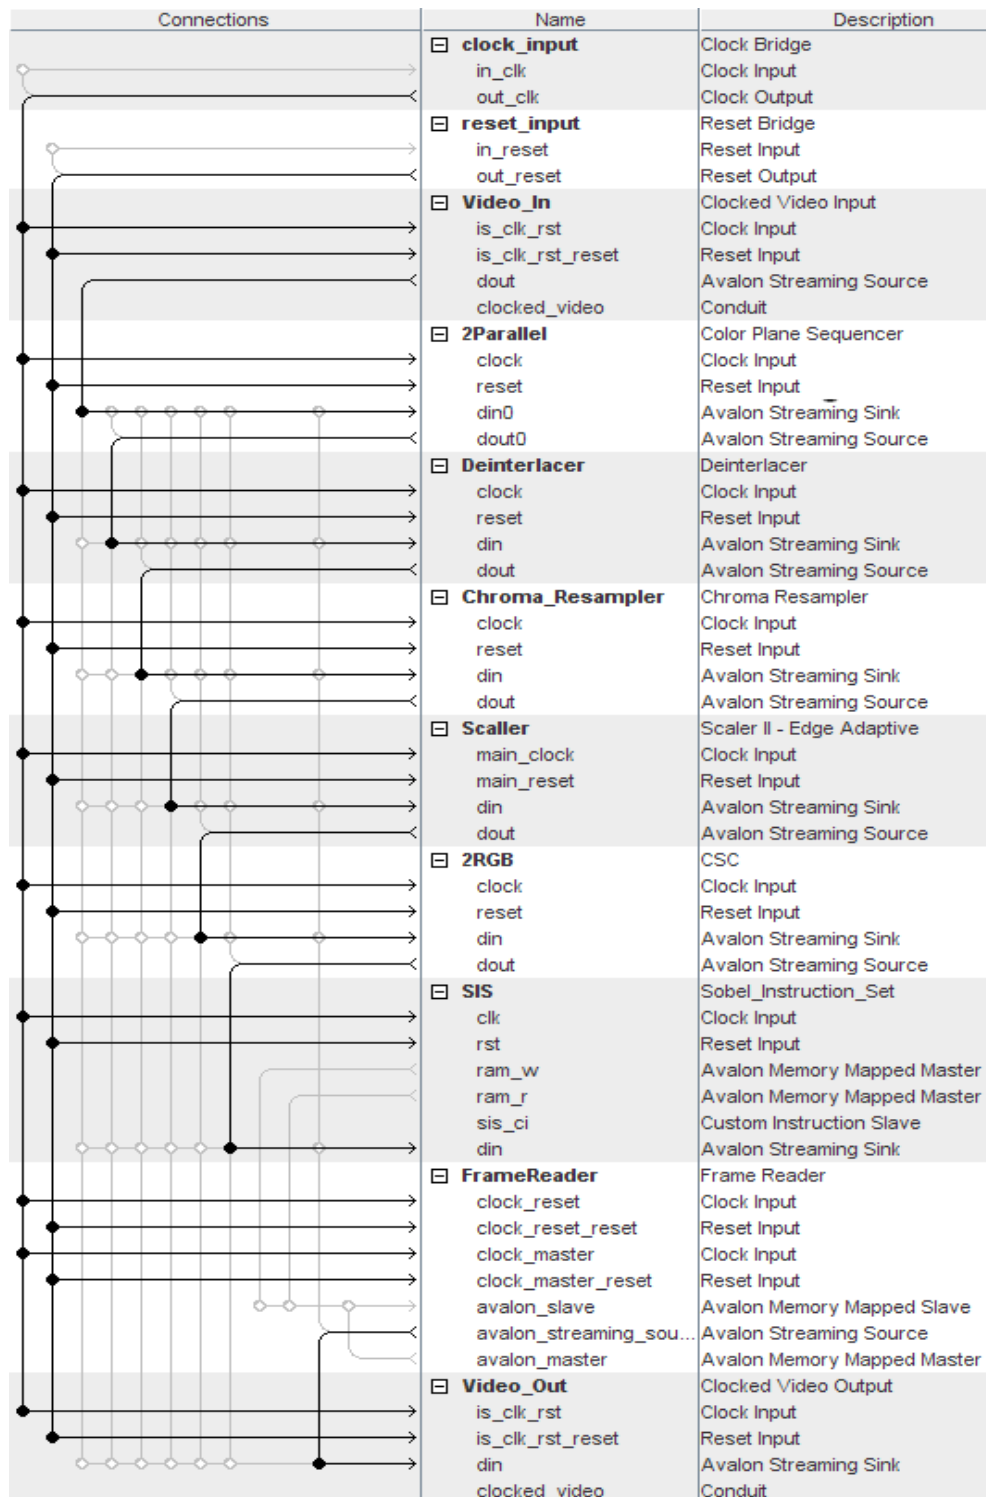 Connections Name Description
clock_input Clock Bridge
in_clk Clock Input
out_clk Clock Output
reset_input Reset Bridge
in_reset Reset Input
out_reset Reset Output
Video_In Clocked Video Input
is_clk_rst Clock Input
is_clk_rst_reset Reset Input
dout Avalon Streaming Source
clocked_video Conduit
2Parallel Color Plane Sequencer
clock Clock Input
reset Reset Input
din0 Avalon Streaming Sink
dout0 Avalon Streaming Source
Deinterlacer Deinterlacer
clock Clock Input
reset Reset Input
din Avalon Streaming Sink
dout Avalon Streaming Source
Chroma_Resampler Chroma Resampler
clock Clock Input
reset Reset Input
din Avalon Streaming Sink
dout Avalon Streaming Source
Scaller Scaler II - Edge Adaptive
main_clock Clock Input
main_reset Reset Input
din Avalon Streaming Sink
dout Avalon Streaming Source
2RGB CSC
clock Clock Input
reset Reset Input
din Avalon Streaming Sink
dout Avalon Streaming Source
SIS Sobel_Instruction_Set
clk Clock Input
rst Reset Input
ram_w Avalon Memory Mapped Master
ram_r Avalon Memory Mapped Master
sis_ci Custom Instruction Slave
din Avalon Streaming Sink
FrameReader Frame Reader
clock_reset Clock Input
clock_reset_reset Reset Input
clock_master Clock Input
clock_master_reset Reset Input
avalon_slave Avalon Memory Mapped Slave
avalon_streaming_sou... Avalon Streaming Source
avalon_master Avalon Memory Mapped Master
Video_Out Clocked Video Output
is_clk_rst Clock Input
is_clk_rst_reset Reset Input
din Avalon Streaming Sink
clocked_video Conduit